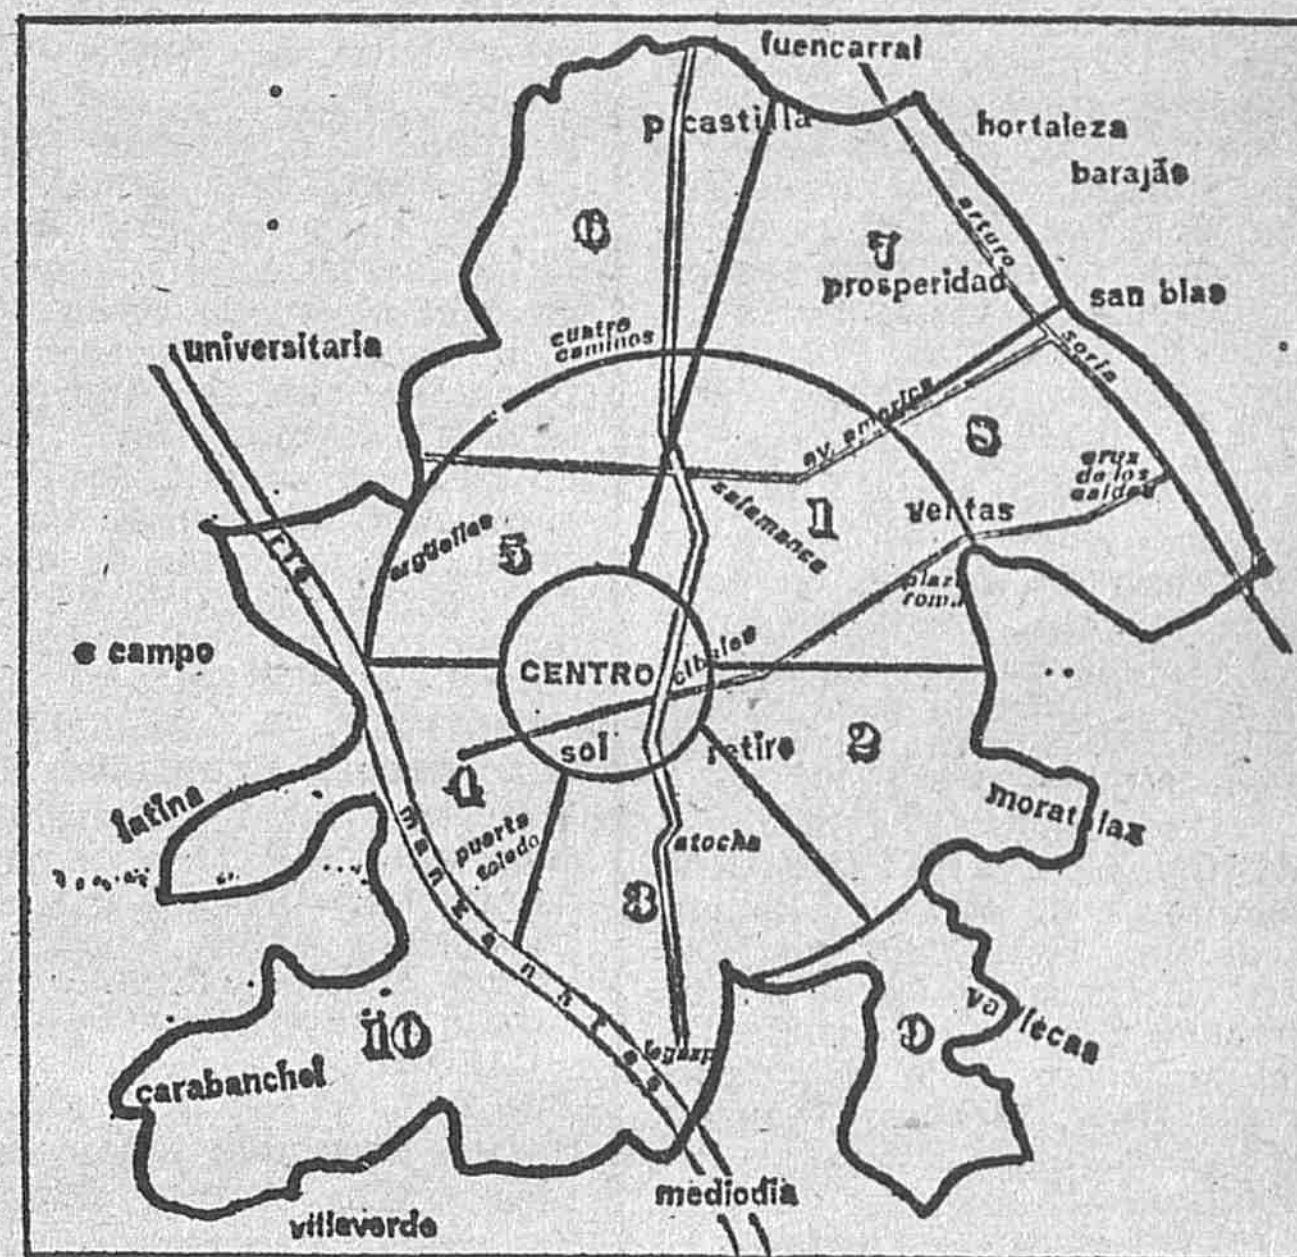 fuencarral
p castilla
hortaleza
barajas
6
7
arturo
prosperidad
san blas
universitaria
cuatro
caminos
soria
av. america
8
cruz
de los
caidos
salamanca
1
ventas
argüelles
5
rio
CENTRO
cibeles
c campo
sol
retiro
2
4
latina
moratalaz
manzanares
puerta
toledo
atocha
3
vallecas
10
9
legazpi
carabanchel
mediodia
villaverde